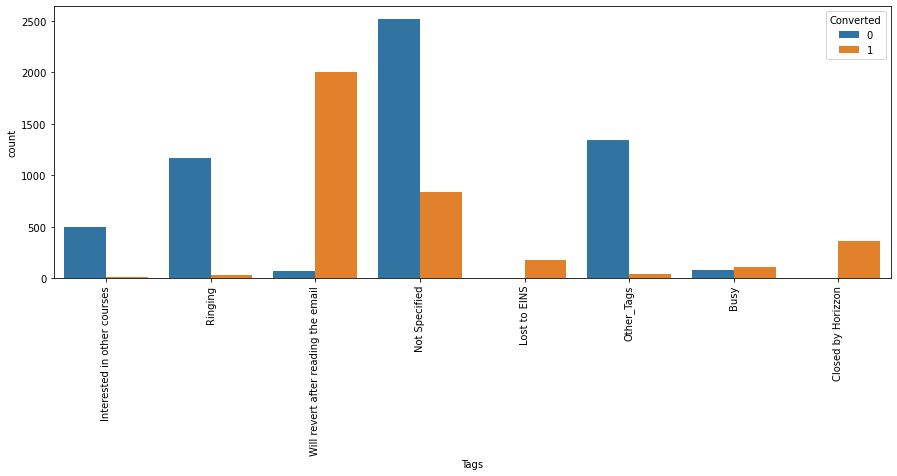 Converted
0
1
2500
2000
1500
1000
500
0
count
Interested in other courses
Ringing
Will revert after reading the email
Not Specified
Lost to EINS
Other_Tags
Busy
Closed by Horizzon
Tags